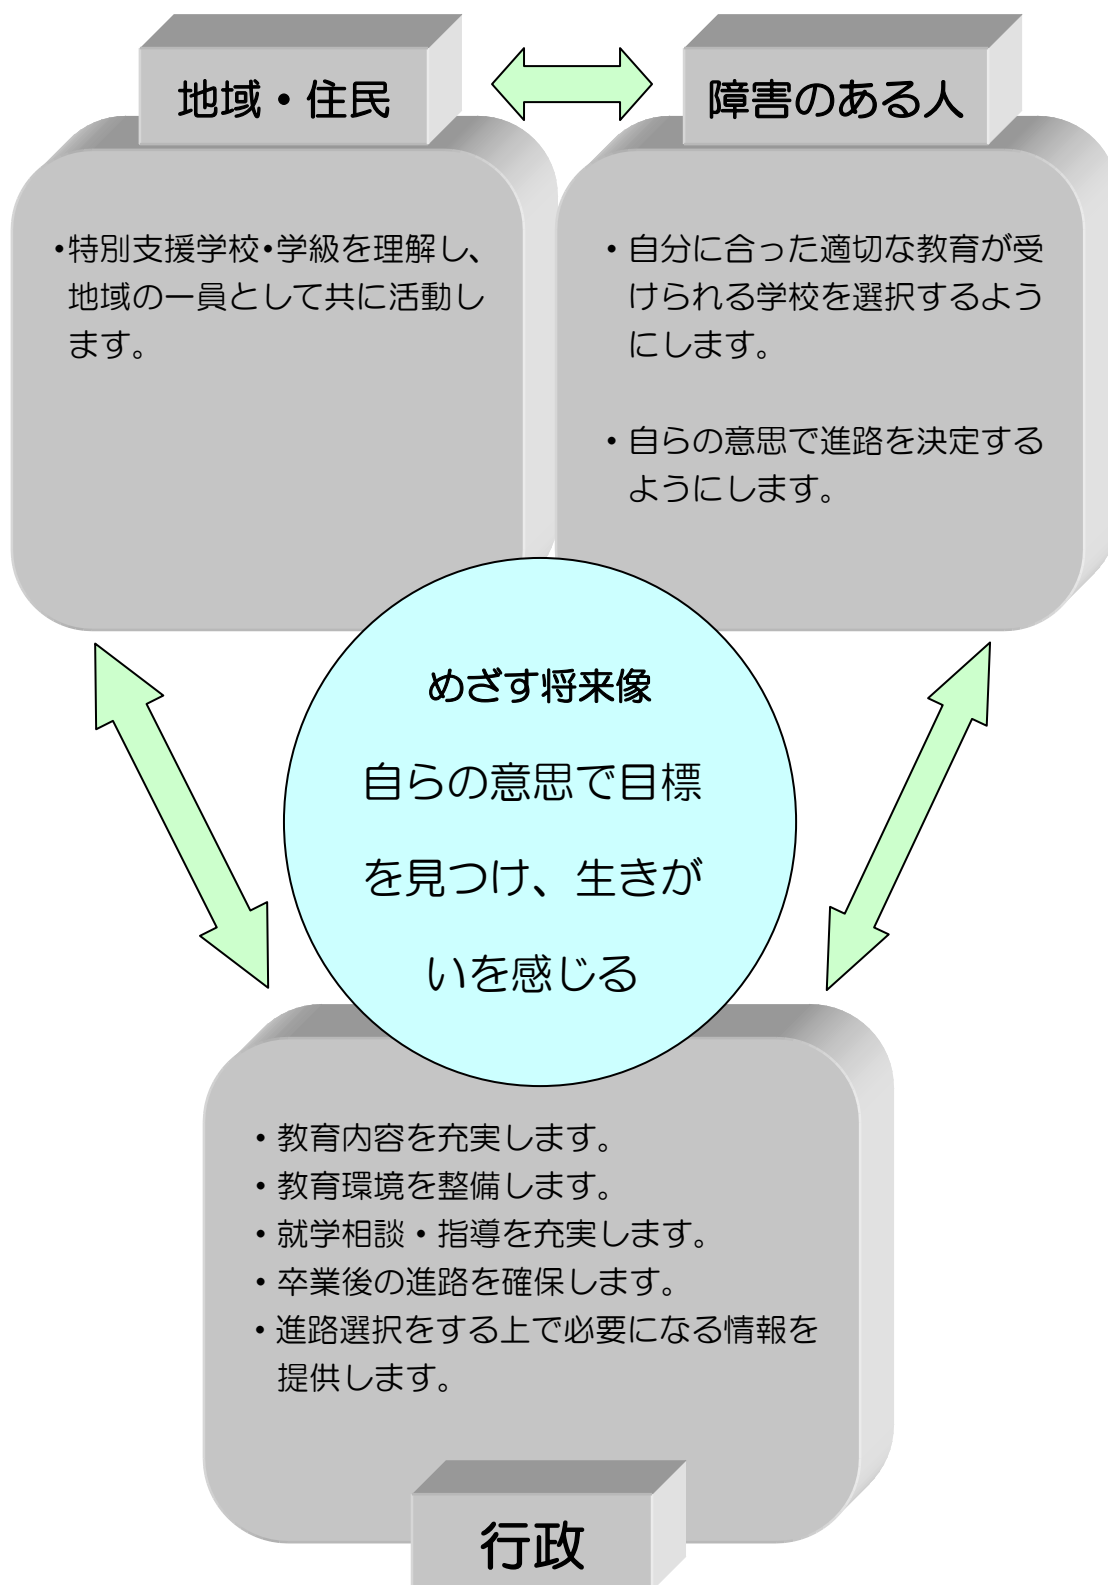 地域・住民
・特別支援学校・学級を理解し、
地域の一員として共に活動し
ます。
障害のある人
・自分に合った適切な教育が受
けられる学校を選択するよう
にします。
・自らの意思で進路を決定する
ようにします。
めざす将来像
自らの意思で目標
を見つけ、生きが
いを感じる
・教育内容を充実します。
・教育環境を整備します。
・就学相談・指導を充実します。
・卒業後の進路を確保します。
・進路選択をする上で必要になる情報を
提供します。
行政